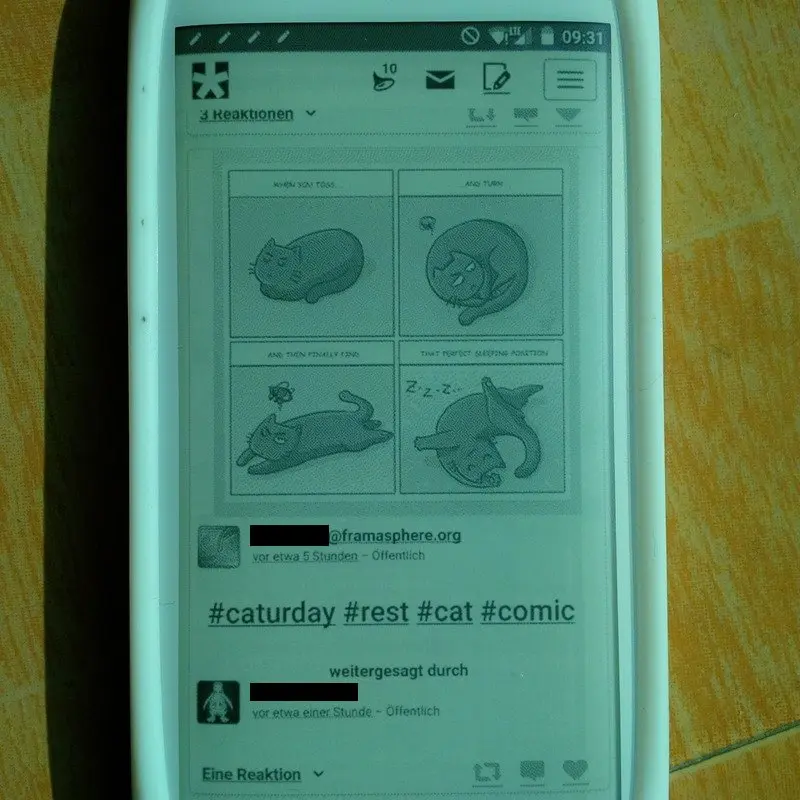 LTE 09:31
10
3 Reaktionen
WHEN YOU TOSS...
...AND TURN
AND THEN FINALLY FIND
THAT PERFECT SLEEPING POSITION
Z.Z.Z..
@framasphere.org
vor etwa 5 Stunden – Öffentlich
#caturday #rest #cat #comic
weitergesagt durch
vor etwa einer Stunde – Öffentlich
Eine Reaktion